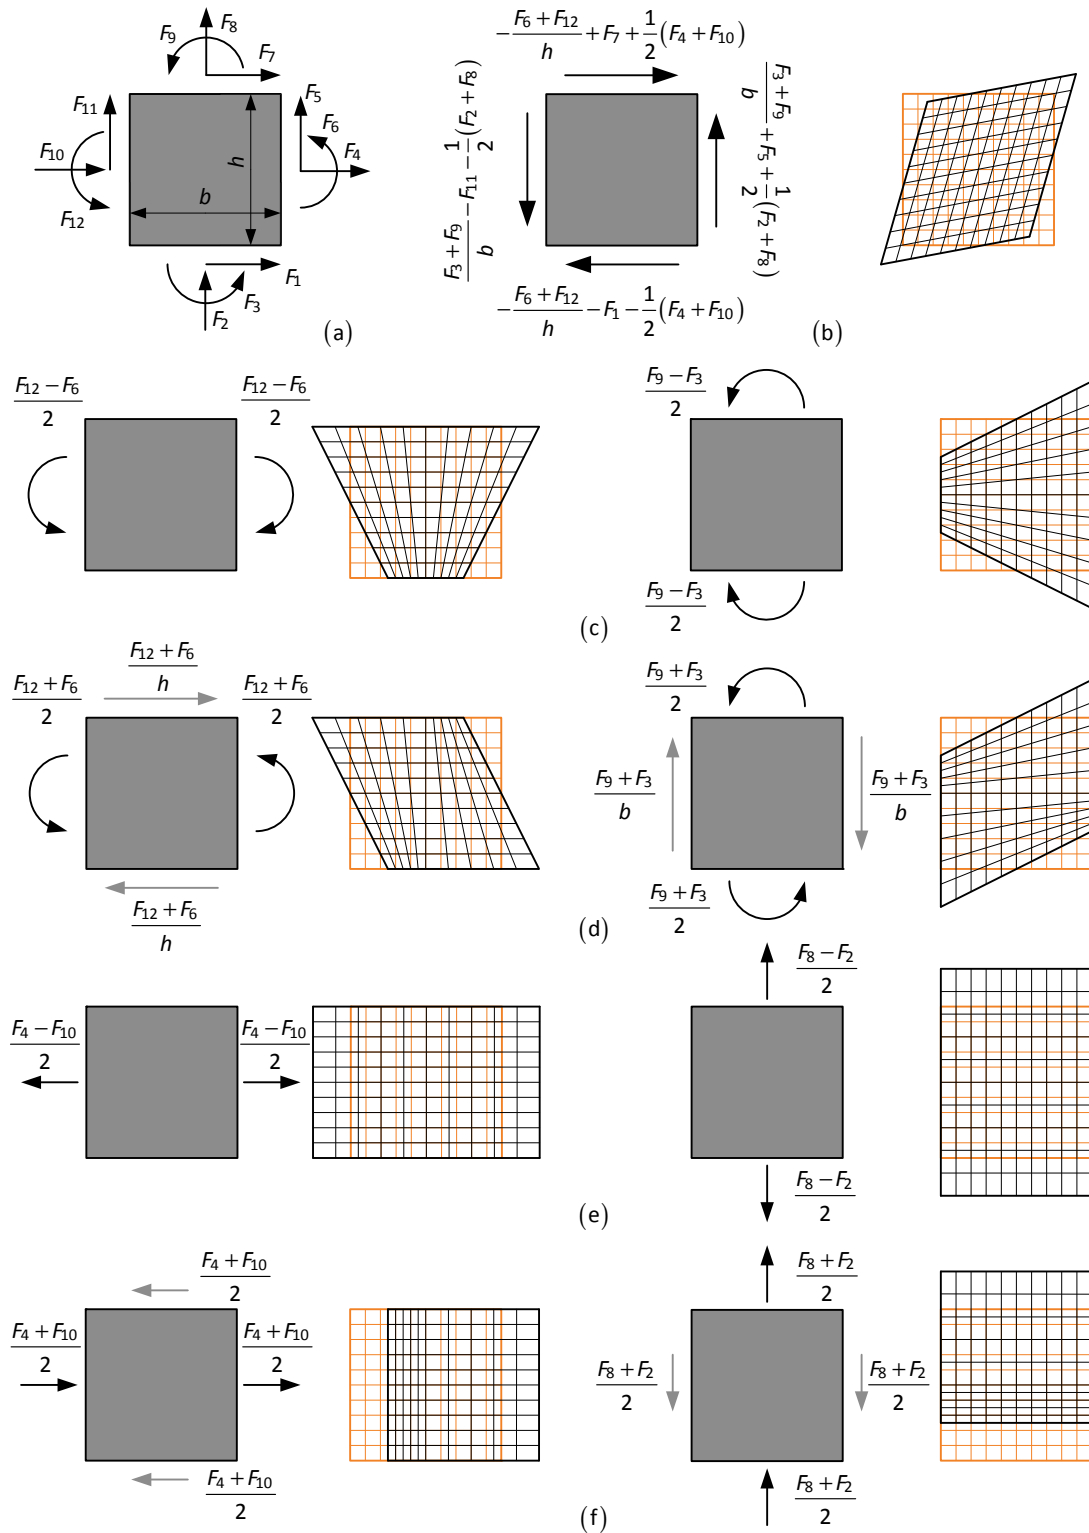 F₈
F₉
F₇
F₁₁
F₅
F₆
F₁₀
h
F₄
b
F₁₂
F₁
F₃
F₂
(a)
-(F₆ + F₁₂)/h + F₇ + 1/2(F₄ + F₁₀)
(F₃ + F₉)/b - F₁₁ - 1/2(F₂ + F₈)
(F₃ + F₉)/b + F₅ + 1/2(F₂ + F₈)
-(F₆ + F₁₂)/h - F₁ - 1/2(F₄ + F₁₀)
(b)
(F₁₂ - F₆)/2
(F₁₂ - F₆)/2
(F₉ - F₃)/2
(F₉ - F₃)/2
(c)
(F₁₂ + F₆)/h
(F₁₂ + F₆)/2
(F₁₂ + F₆)/2
(F₁₂ + F₆)/h
(F₉ + F₃)/2
(F₉ + F₃)/b
(F₉ + F₃)/b
(F₉ + F₃)/2
(d)
(F₄ - F₁₀)/2
(F₄ - F₁₀)/2
(F₈ - F₂)/2
(F₈ - F₂)/2
(e)
(F₄ + F₁₀)/2
(F₄ + F₁₀)/2
(F₄ + F₁₀)/2
(F₄ + F₁₀)/2
(F₈ + F₂)/2
(F₈ + F₂)/2
(F₈ + F₂)/2
(F₈ + F₂)/2
(f)